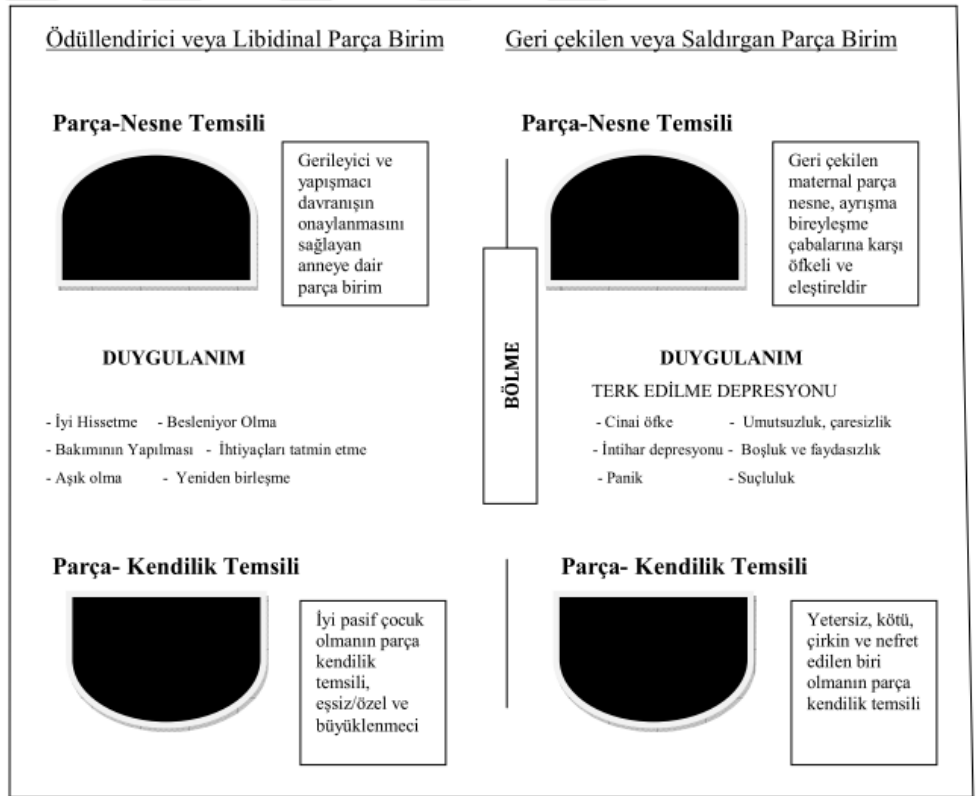 Ödüllendirici veya Libidinal Parça Birim
Geri çekilen veya Saldırgan Parça Birim
Parça-Nesne Temsili
Gerileyici ve
yapışmacı
davranışın
onaylanmasını
sağlayan
anneye dair
parça birim
Parça-Nesne Temsili
Geri çekilen
maternal parça
nesne, ayrışma
bireyleşme
çabalarına karşı
öfkeli ve
eleştireldir
BÖLME
DUYGULANIM
- İyi Hissetme - Besleniyor Olma
- Bakımının Yapılması - İhtiyaçları tatmin etme
- Aşık olma - Yeniden birleşme
DUYGULANIM
TERK EDİLME DEPRESYONU
- Cinai öfke - Umutsuzluk, çaresizlik
- İntihar depresyonu - Boşluk ve faydasızlık
- Panik - Suçluluk
Parça- Kendilik Temsili
İyi pasif çocuk
olmanın parça
kendilik
temsili,
eşsiz/özel ve
büyüklenmeci
Parça- Kendilik Temsili
Yetersiz, kötü,
çirkin ve nefret
edilen biri
olmanın parça
kendilik temsili